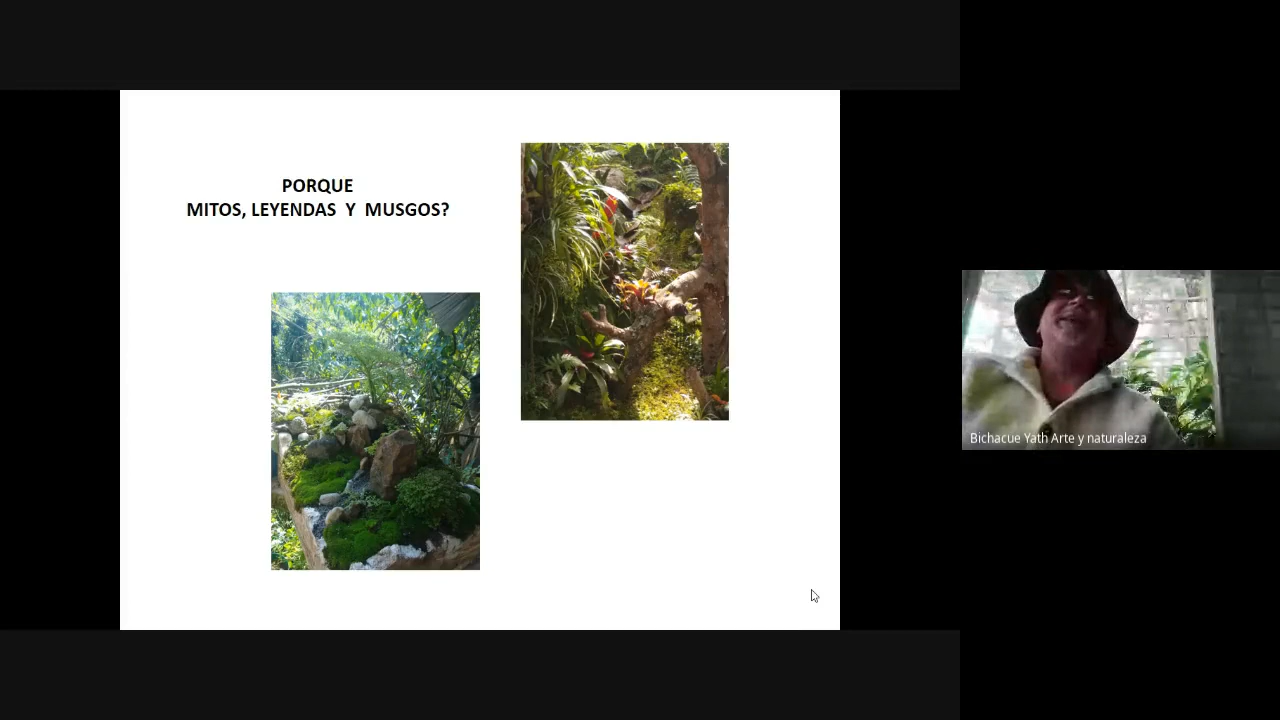 PORQUE
MITOS, LEYENDAS Y MUSGOS?
Bichacue Yath Arte y naturaleza